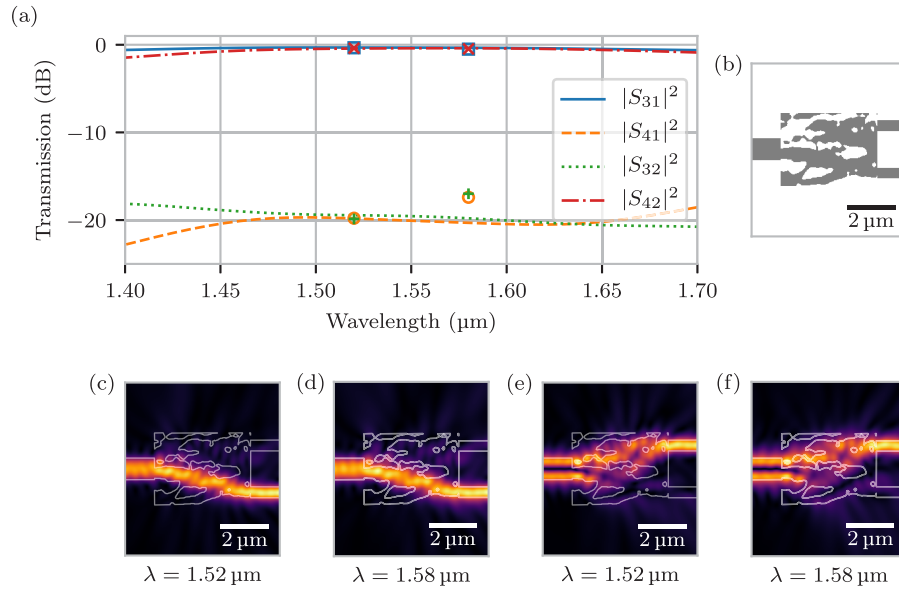 (a)
0
−10
−20
Transmission (dB)
|S₃₁|²
|S₄₁|²
|S₃₂|²
|S₄₂|²
1.40 1.45 1.50 1.55 1.60 1.65 1.70
Wavelength (µm)
(b)
2 µm
(c) (d) (e) (f)
2 µm 2 µm 2 µm 2 µm
λ = 1.52 µm λ = 1.58 µm λ = 1.52 µm λ = 1.58 µm